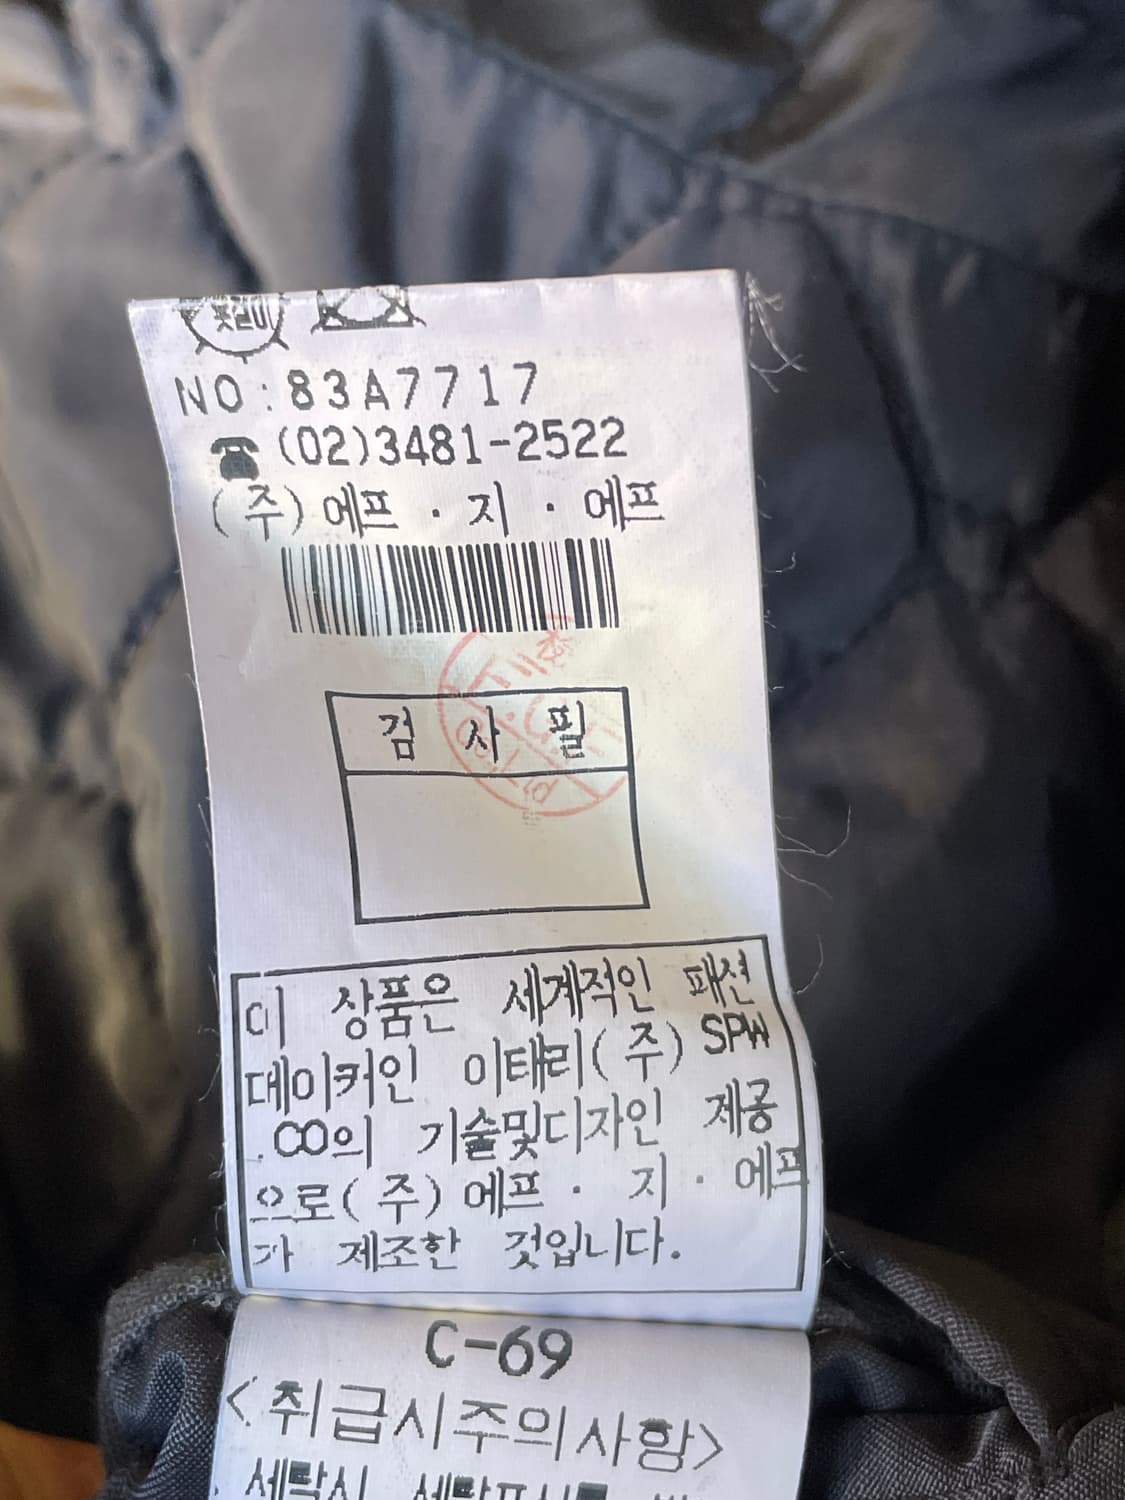 NO:83A7717
☎(02)3481-2522
(주)에프·지·에프
검사필
이 상품은 세계적인 패션
메이커인 이태리(주)SPW
.CO의 기술및디자인 제공
으로(주)에프·지·에프
가 제조한 것입니다.
C-69
<취급시주의사항>